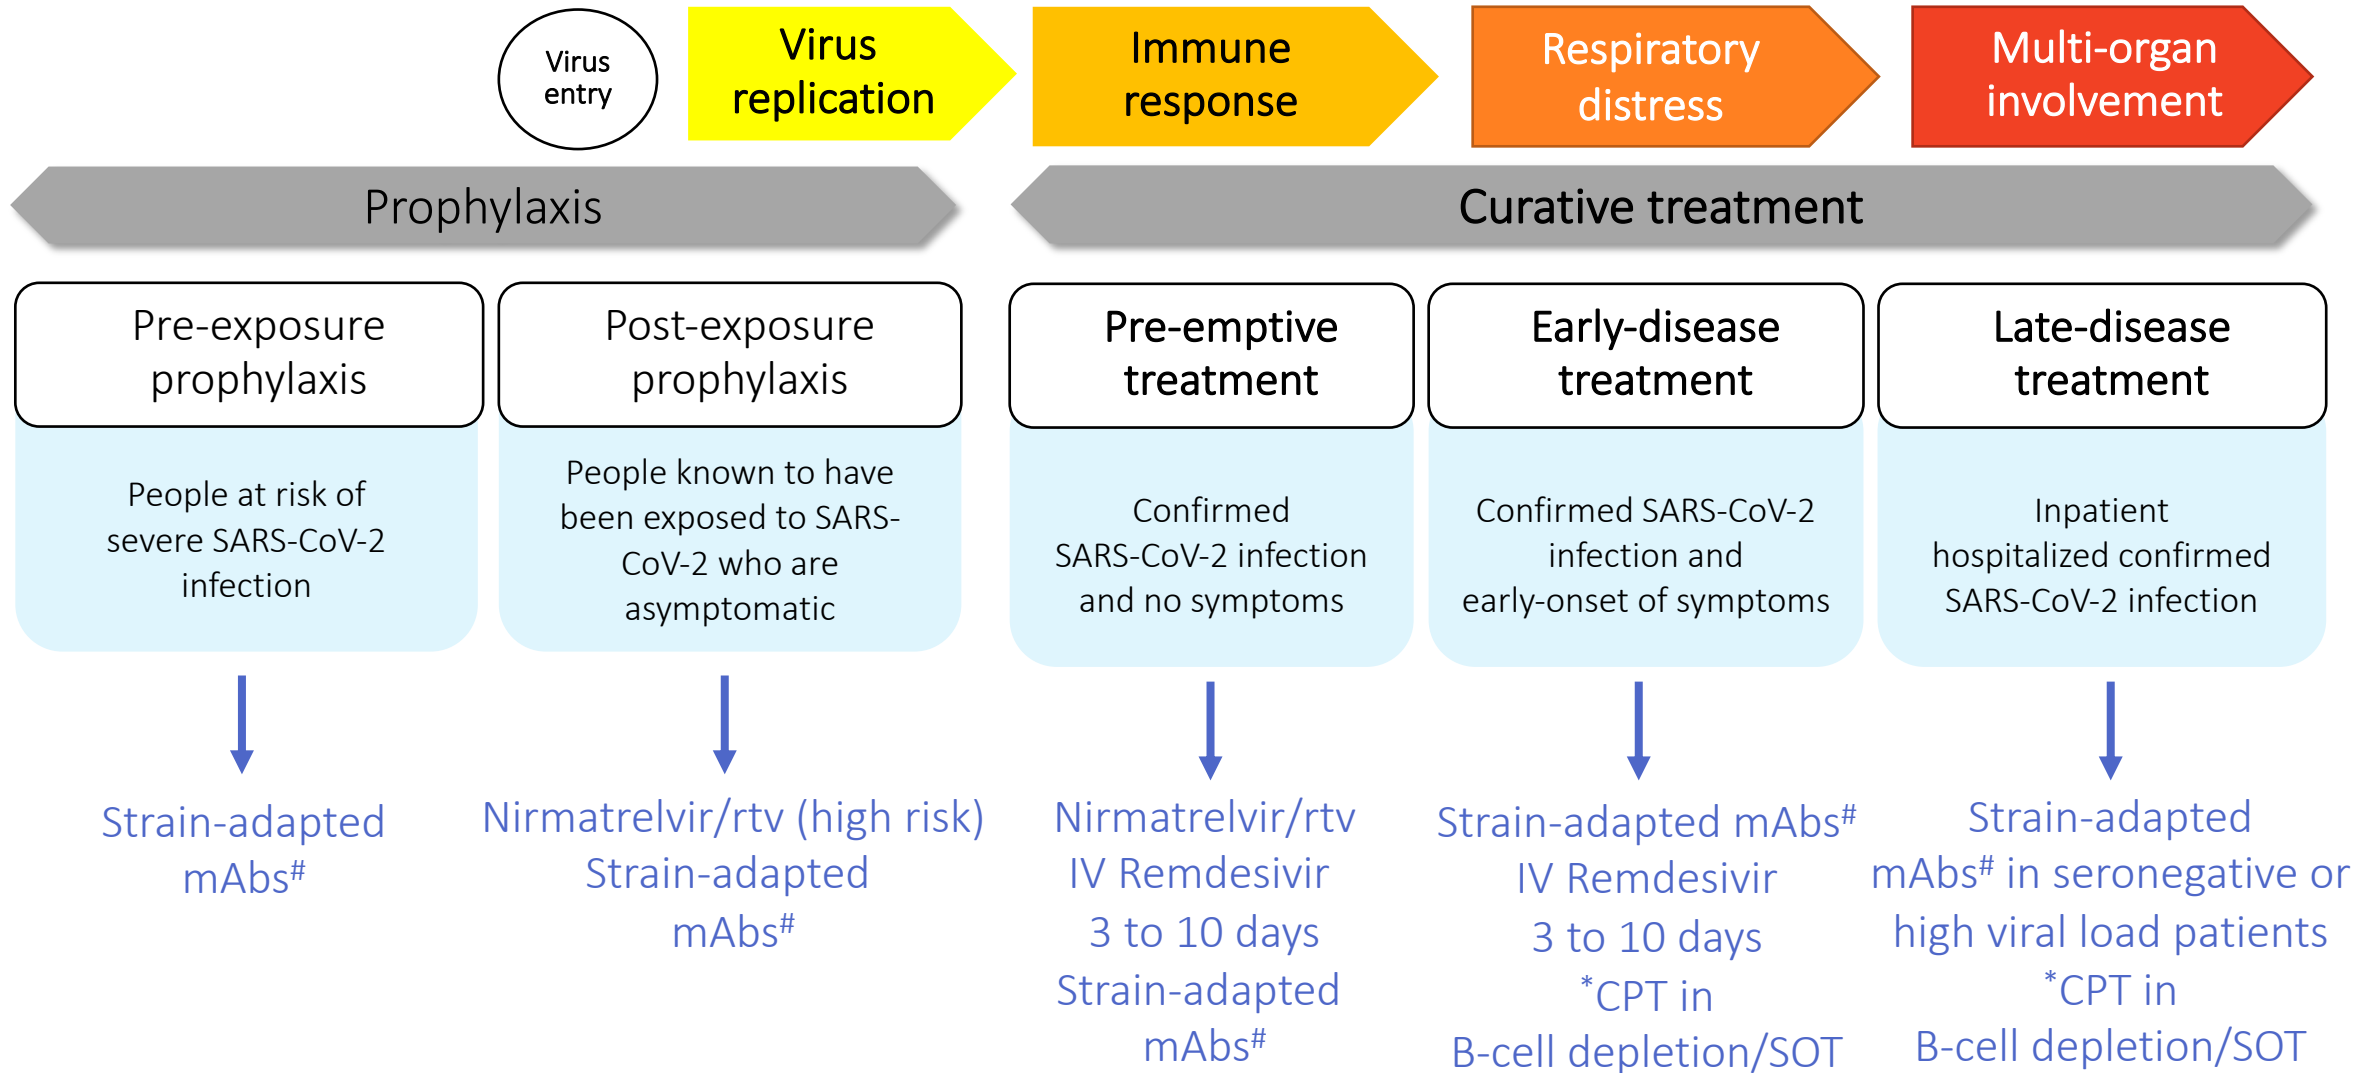 Virus
entry
Virus
replication
Immune
response
Respiratory
distress
Multi-organ
involvement
Prophylaxis
Curative treatment
Pre-exposure
prophylaxis
People at risk of
severe SARS-CoV-2
infection
Strain-adapted
mAbs#
Post-exposure
prophylaxis
People known to have
been exposed to SARS-
CoV-2 who are
asymptomatic
Nirmatrelvir/rtv (high risk)
Strain-adapted
mAbs#
Pre-emptive
treatment
Confirmed
SARS-CoV-2 infection
and no symptoms
Nirmatrelvir/rtv
IV Remdesivir
3 to 10 days
Strain-adapted
mAbs#
Early-disease
treatment
Confirmed SARS-CoV-2
infection and
early-onset of symptoms
Strain-adapted mAbs#
IV Remdesivir
3 to 10 days
*CPT in
B-cell depletion/SOT
Late-disease
treatment
Inpatient
hospitalized confirmed
SARS-CoV-2 infection
Strain-adapted
mAbs# in seronegative or
high viral load patients
*CPT in
B-cell depletion/SOT